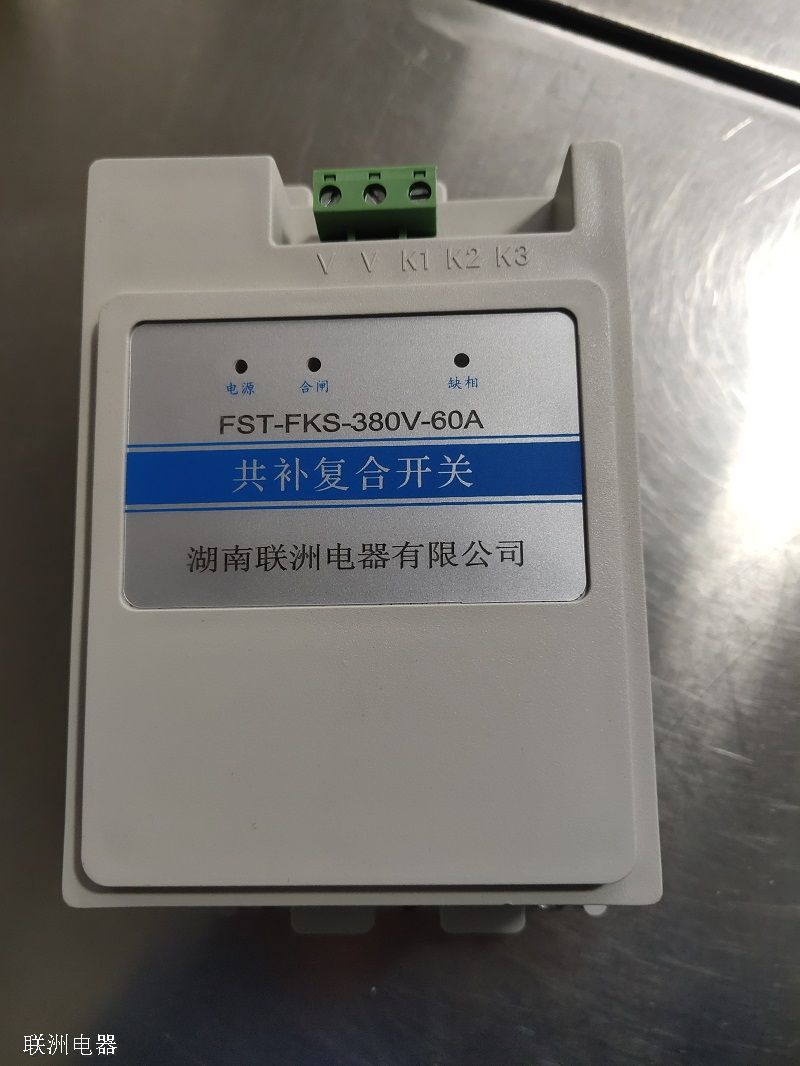 V V K1 K2 K3
电源 合闸 缺相
FST-FKS-380V-60A
共补复合开关
湖南联洲电器有限公司
联洲电器